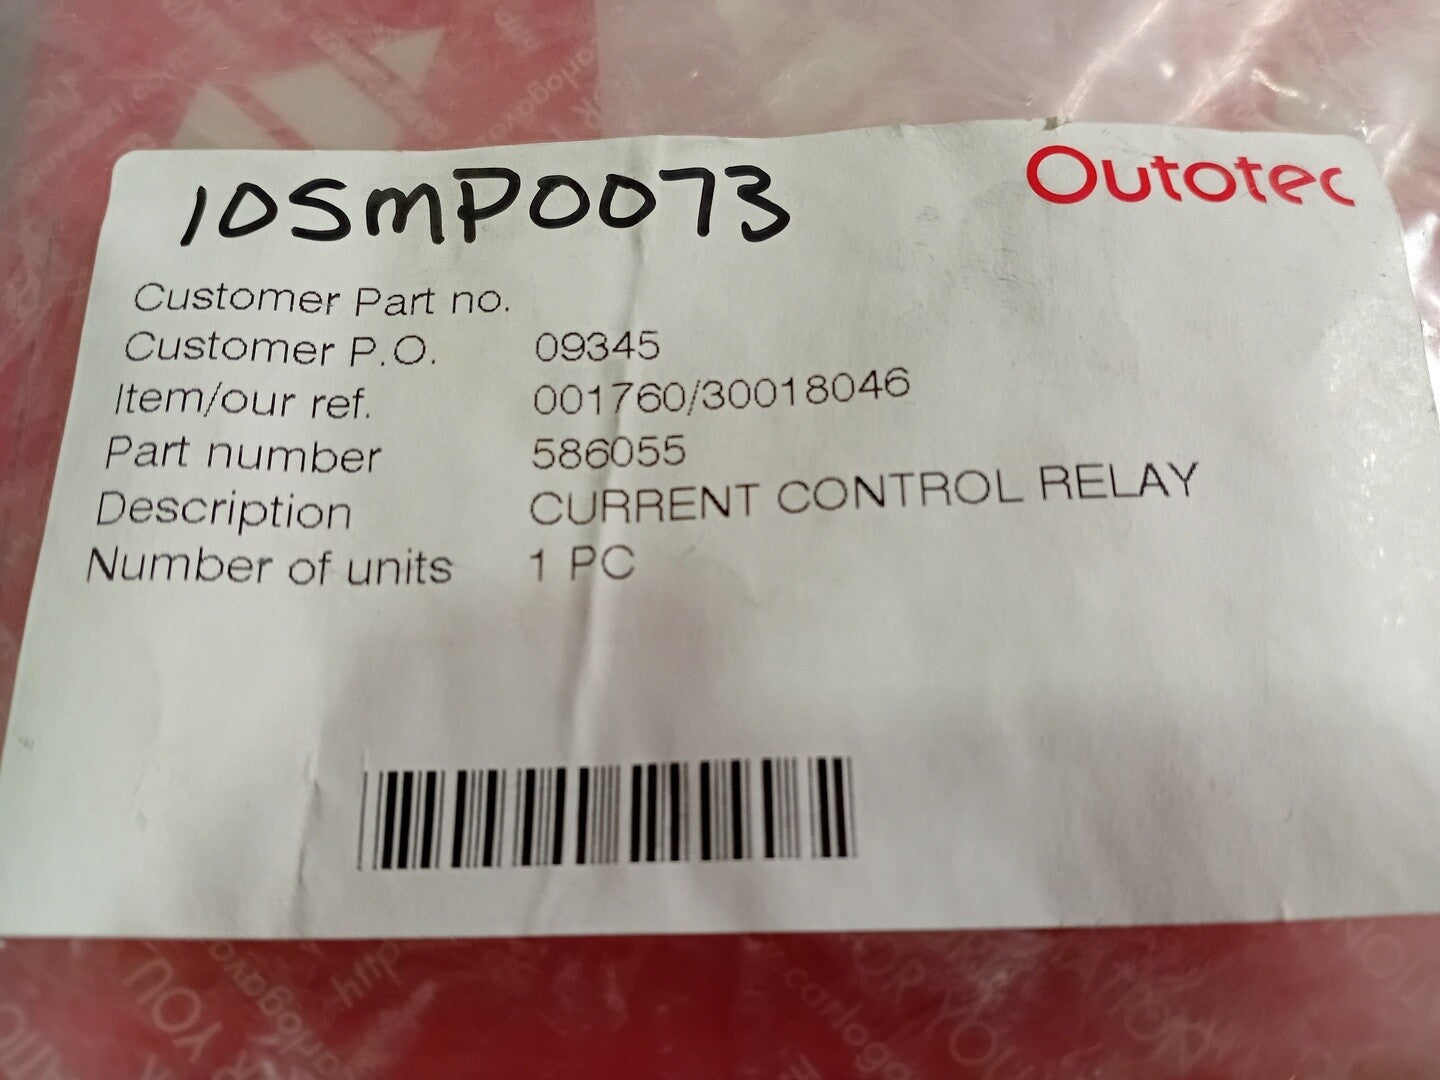 10SMP0073
Outotec
Customer Part no.
Customer P.O. 09345
Item/our ref. 001760/30018046
Part number 586055
Description CURRENT CONTROL RELAY
Number of units 1 PC